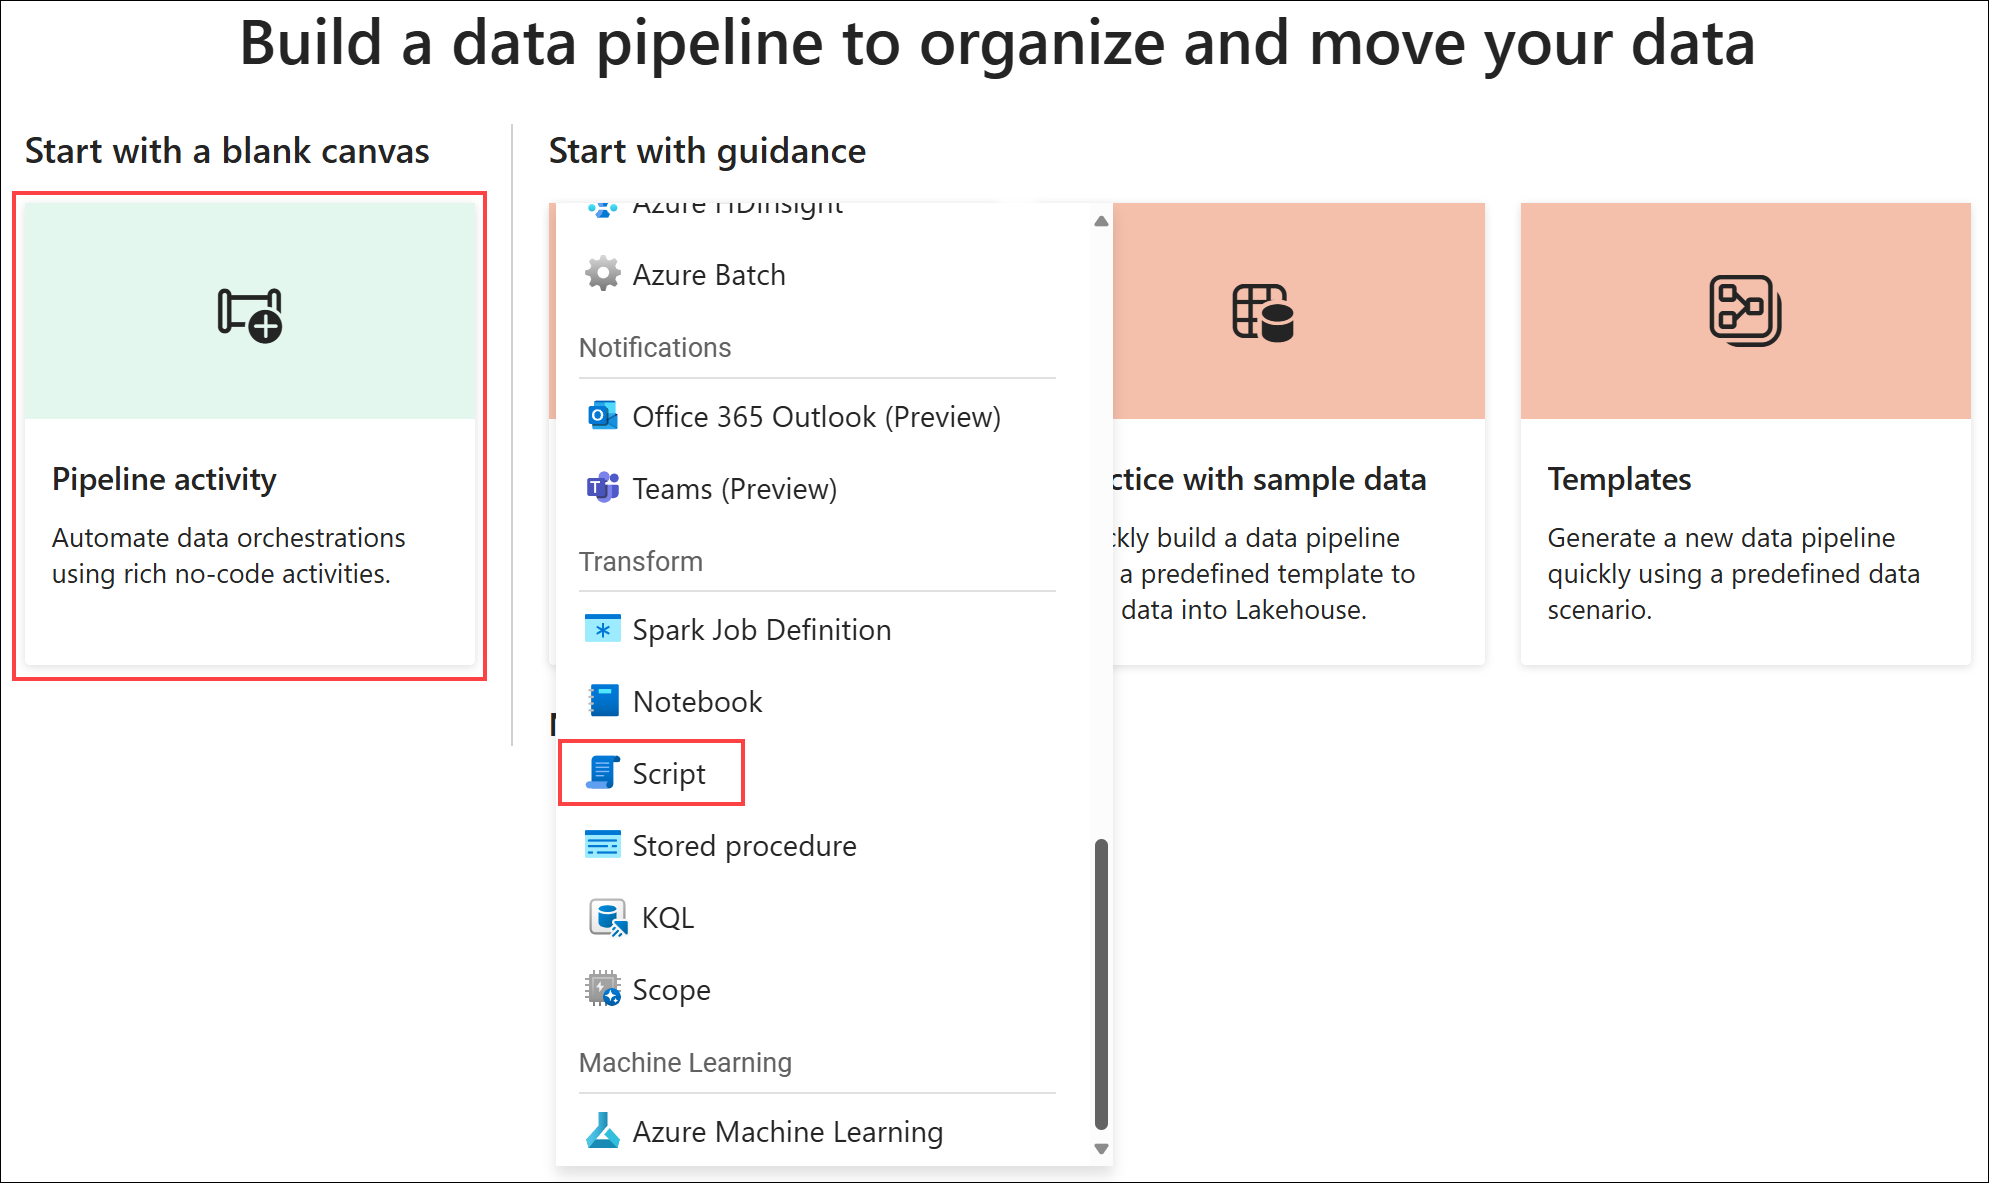 Build a data pipeline to organize and move your data
Start with a blank canvas
Pipeline activity
Automate data orchestrations
using rich no-code activities.
Start with guidance
Azure HDInsight
Azure Batch
Notifications
Office 365 Outlook (Preview)
Teams (Preview)
Transform
Spark Job Definition
Notebook
Script
Stored procedure
KQL
Scope
Machine Learning
Azure Machine Learning
ctice with sample data
ckly build a data pipeline
a predefined template to
data into Lakehouse.
Templates
Generate a new data pipeline
quickly using a predefined data
scenario.